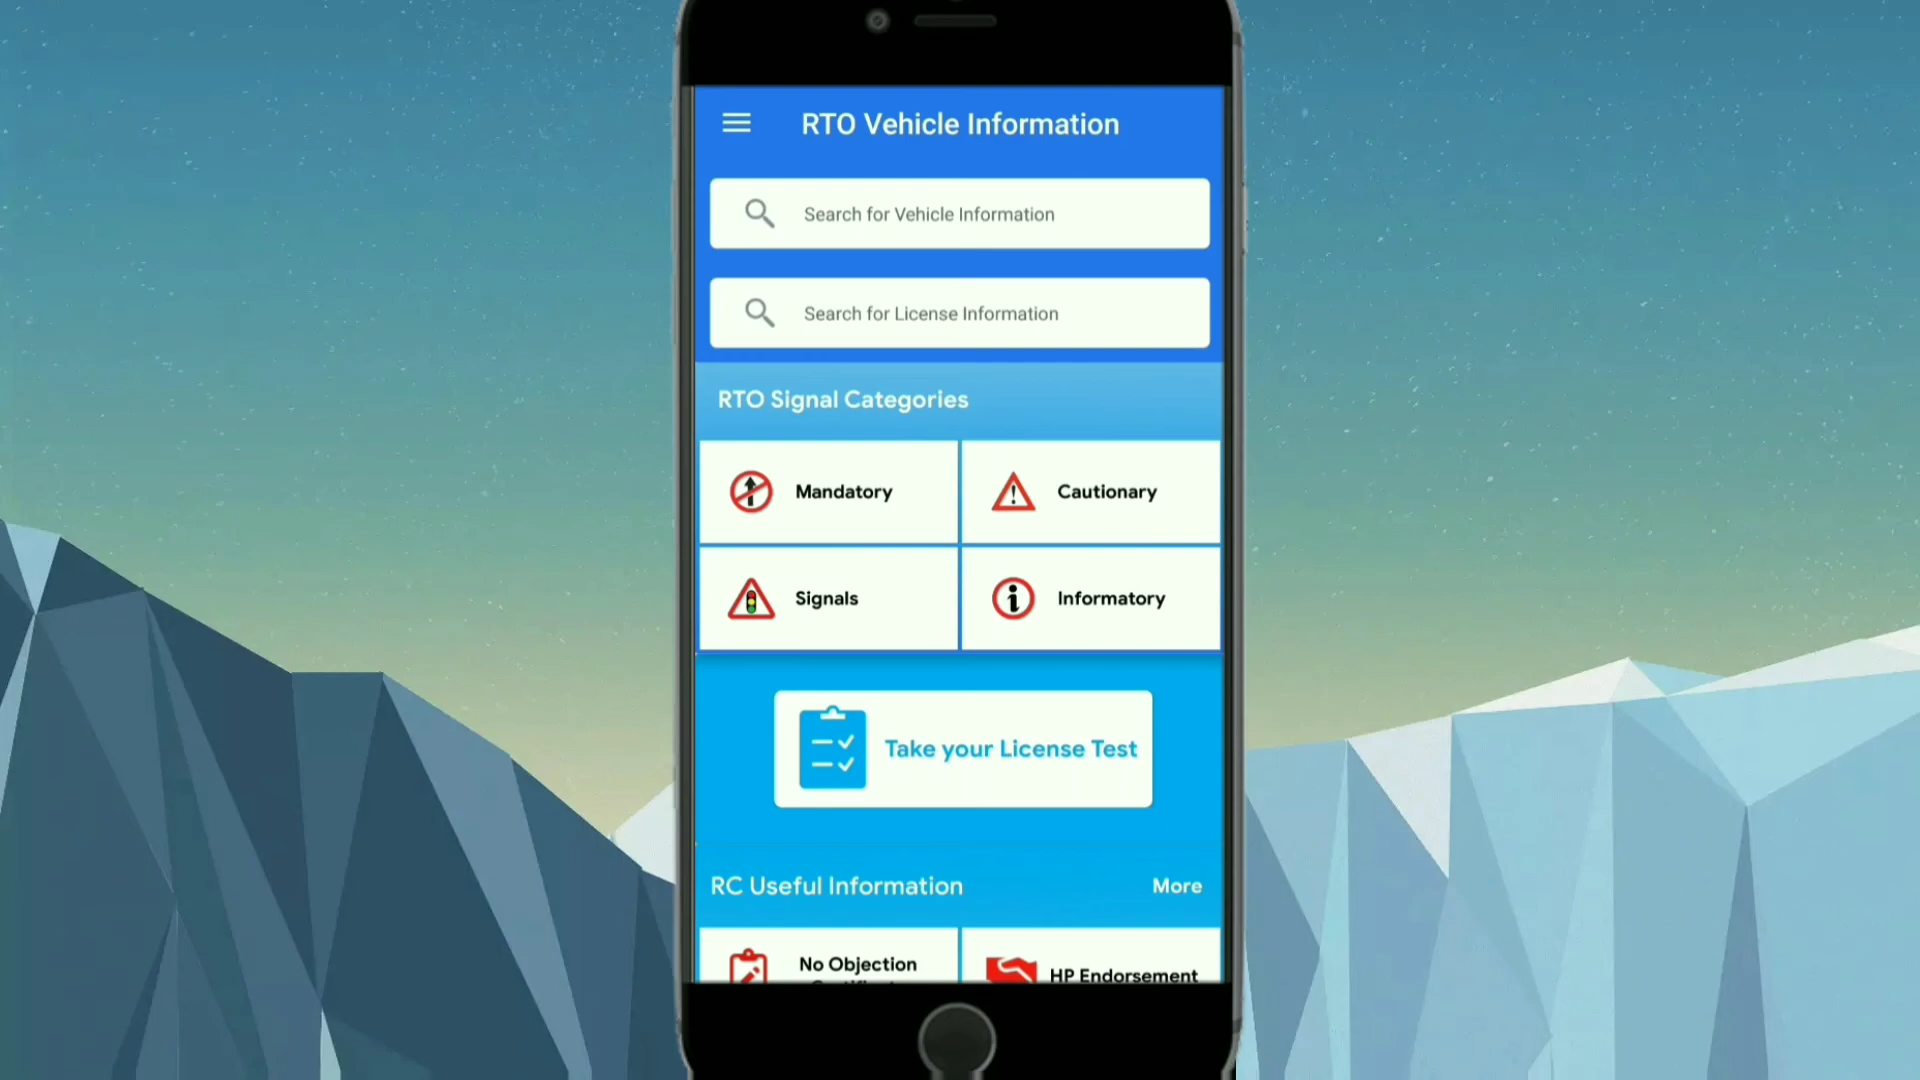 RTO Vehicle Information
Search for Vehicle Information
Search for License Information
RTO Signal Categories
Mandatory
Cautionary
Signals
Informatory
Take your License Test
RC Useful Information
More
No Objection
HP Endorsement